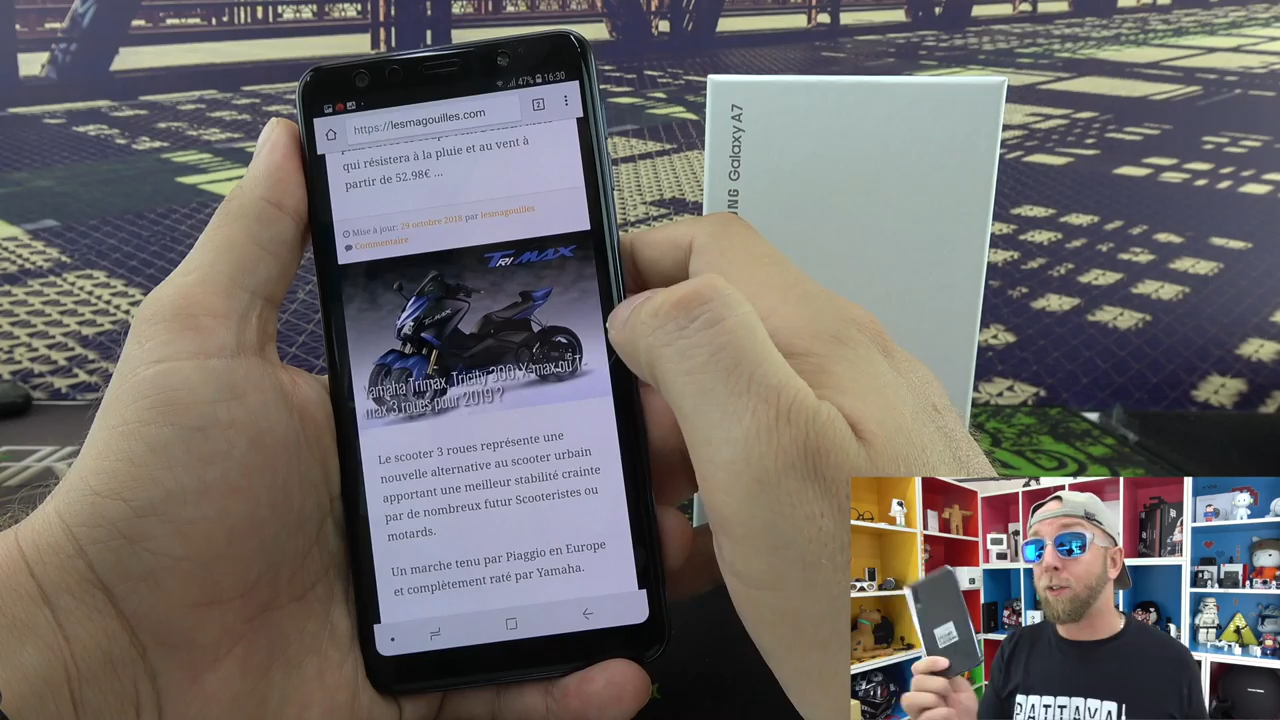 47% 16:30
https://lesmagouilles.com
2
qui résistera à la pluie et au vent à
partir de 52.98€ ...
Mise à jour: 29 octobre 2018 par lesmagouilles
Commentaire
TRIMAX
Yamaha Trimax, Tricity 300, X-max ou T-
max 3 roues pour 2019 ?
Le scooter 3 roues représente une
nouvelle alternative au scooter urbain
apportant une meilleur stabilité crainte
par de nombreux futur Scooteristes ou
motards.
Un marche tenu par Piaggio en Europe
et complètement raté par Yamaha.
Galaxy A7
PATTAYA